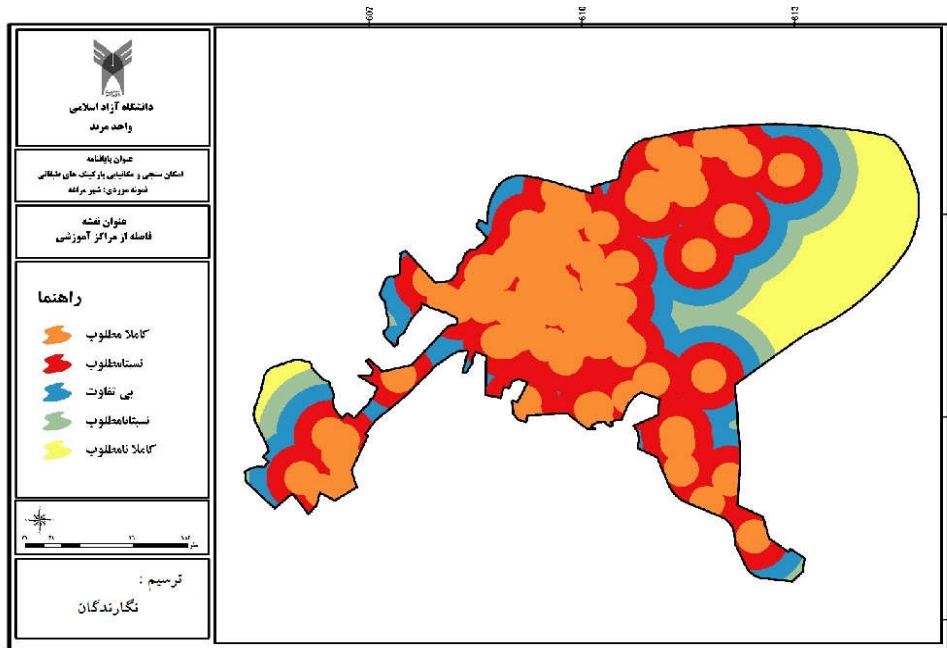 607
610
613
دانشگاه آزاد اسلامی
واحد مرند
عنوان پایاننامه
امکان سنجی و مکانیابی پارکینگ های طبقاتی
نمونه موردی: شهر مراغه
عنوان نقشه
فاصله از مراکز آموزشی
راهنما
کاملا مطلوب
نسبتامطلوب
بی تفاوت
نسبتانامطلوب
کاملا نامطلوب
ترسیم :
نگارندگان